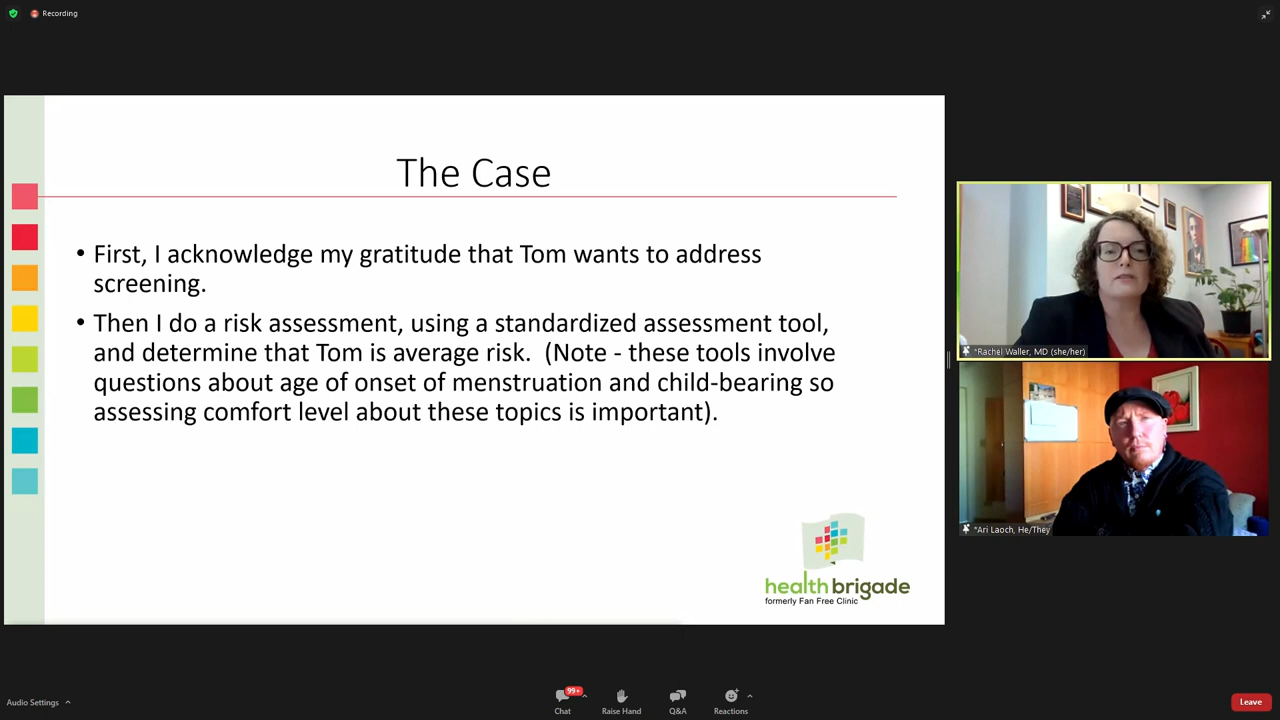 Recording
The Case
• First, I acknowledge my gratitude that Tom wants to address
screening.
• Then I do a risk assessment, using a standardized assessment tool,
and determine that Tom is average risk. (Note - these tools involve
questions about age of onset of menstruation and child-bearing so
assessing comfort level about these topics is important).
healthbrigade
formerly Fan Free Clinic
*Rachel Waller, MD (she/her)
*Ari Laoch, He/They
Audio Settings
99+
Chat
Raise Hand
Q&A
Reactions
Leave